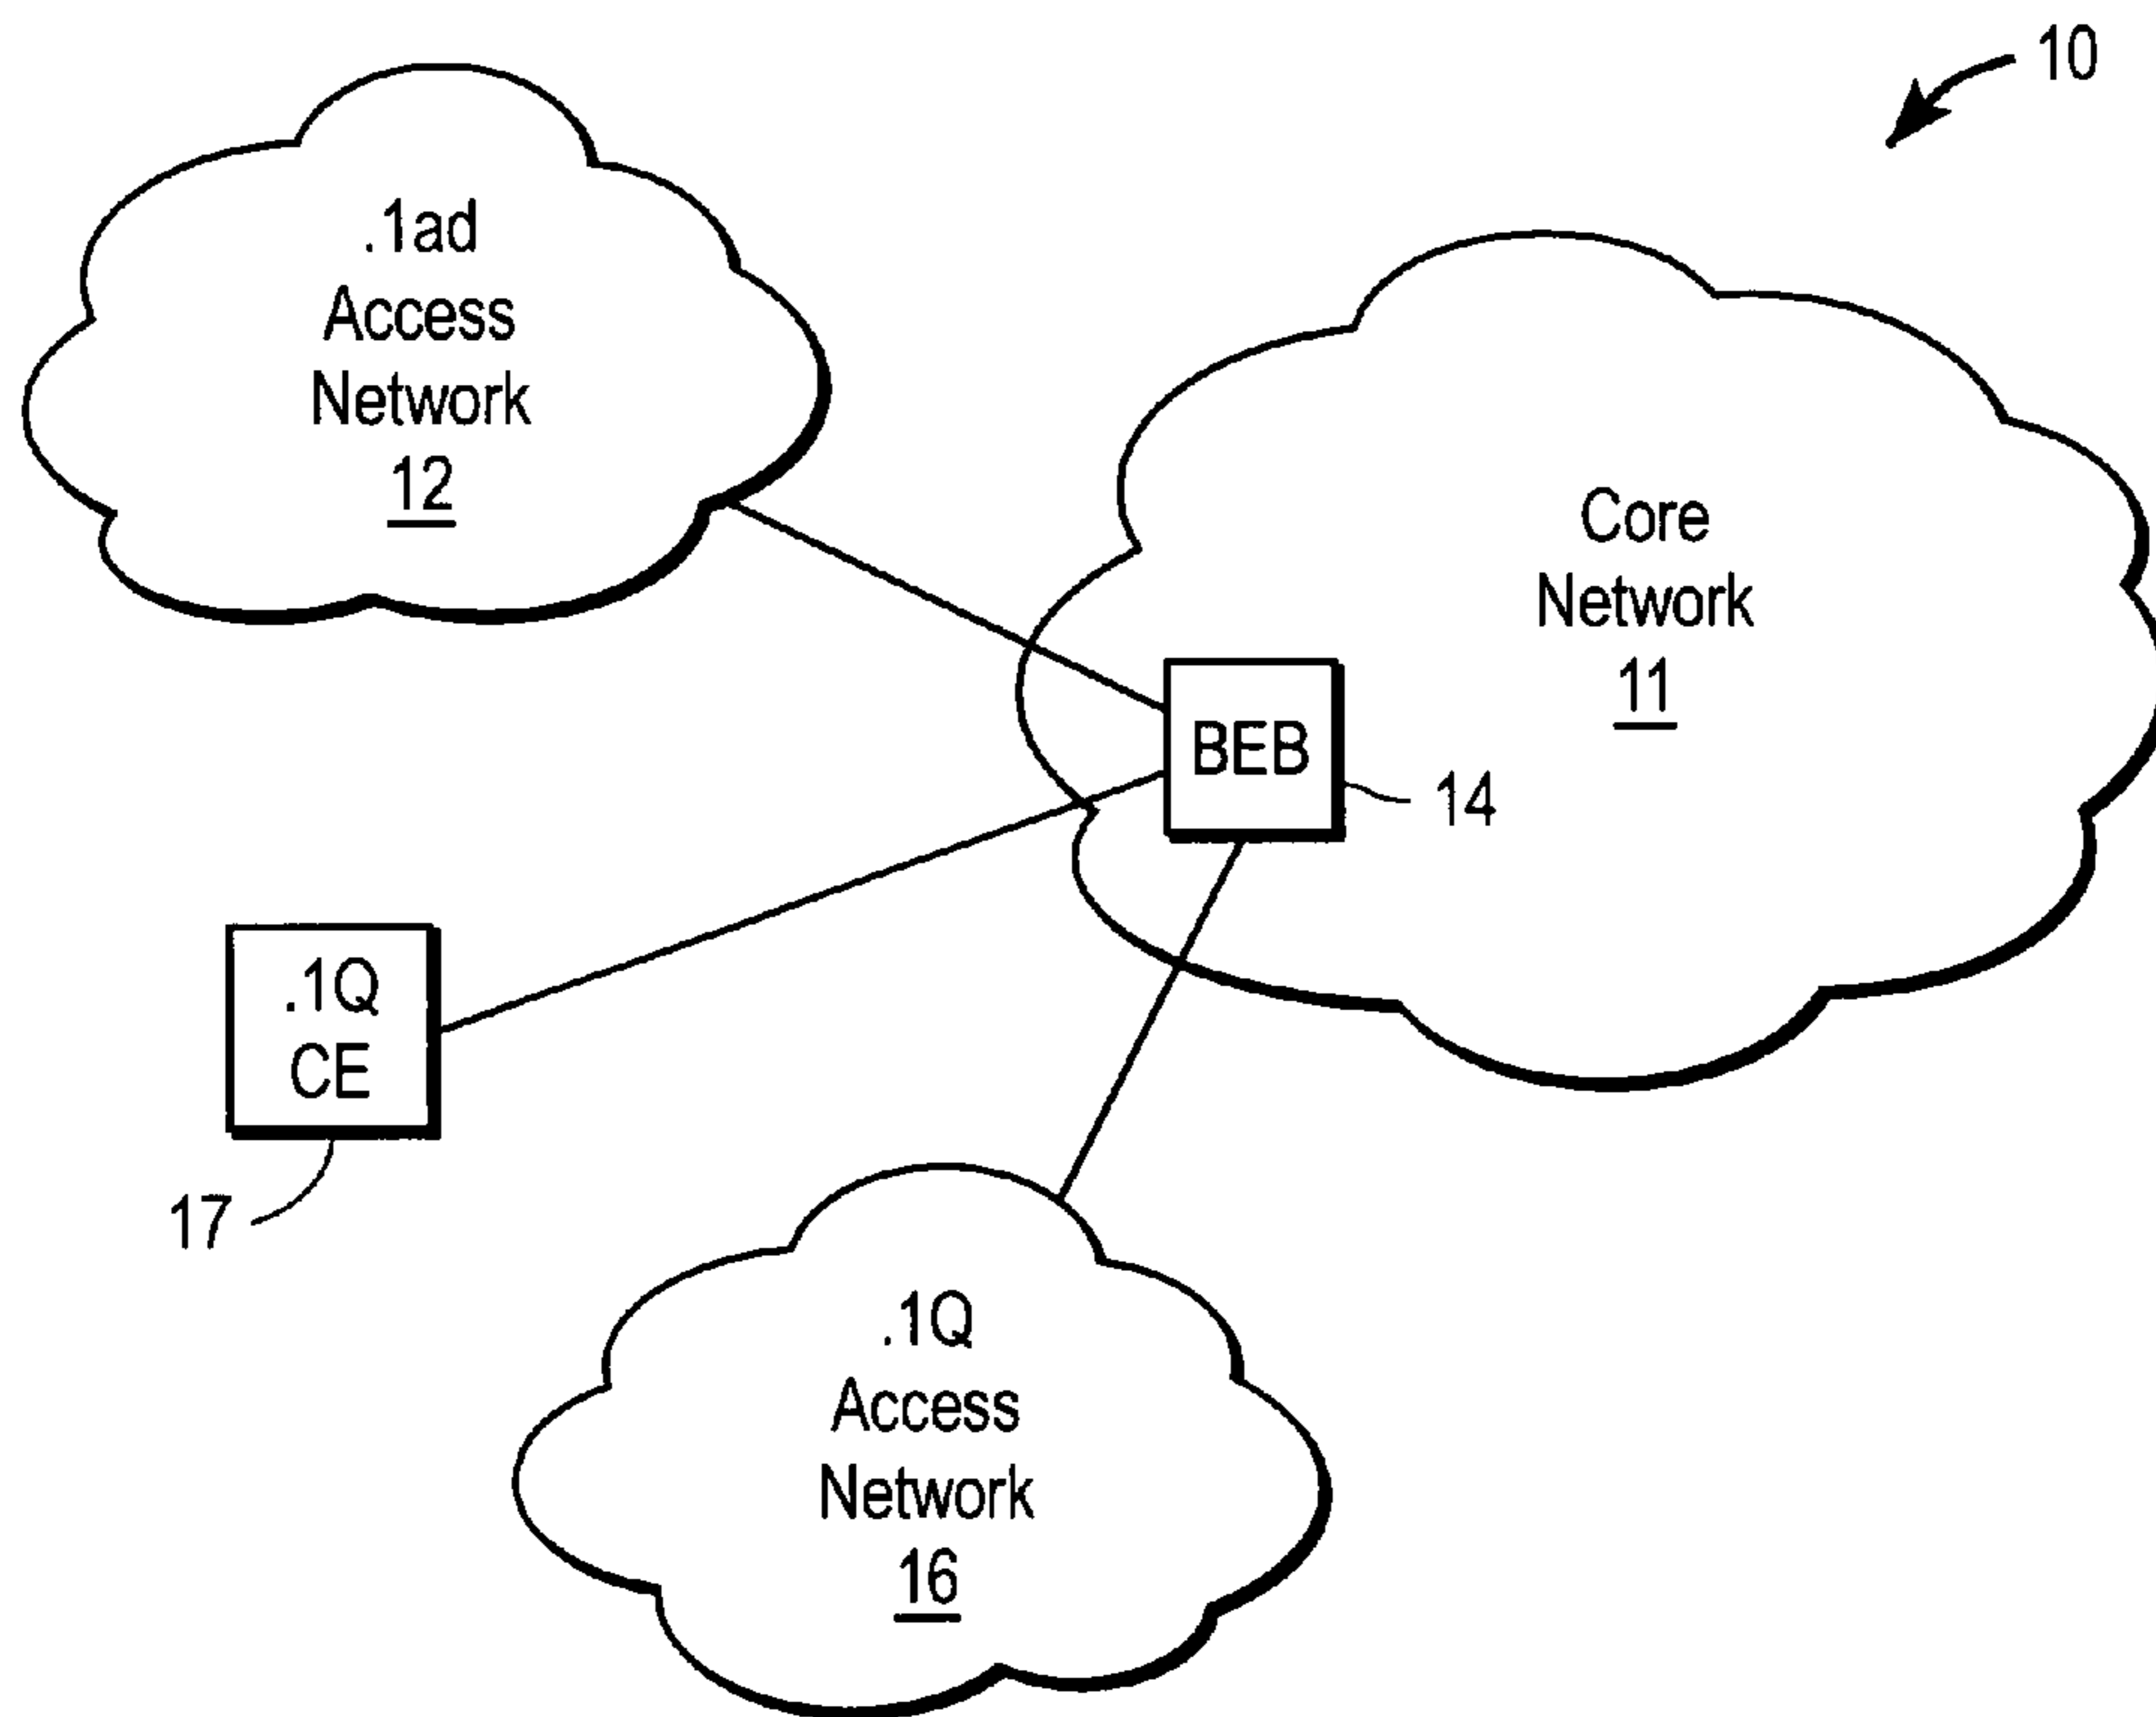 10
.1ad
Access
Network
12
Core
Network
11
BEB
14
.1Q
CE
17
.1Q
Access
Network
16